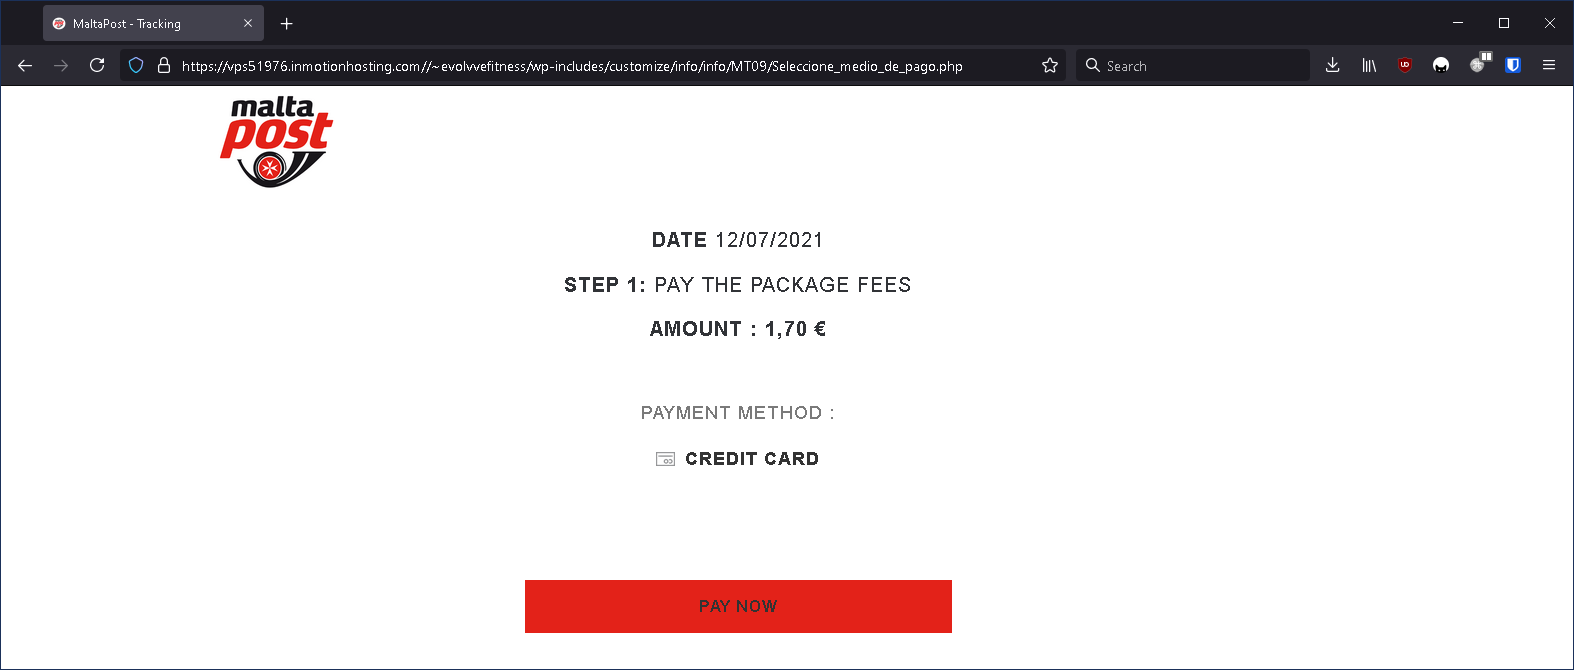 MaltaPost - Tracking
https://vps51976.inmotionhosting.com//~evolvvefitness/wp-includes/customize/info/info/MT09/Seleccione_medio_de_pago.php
Search
malta
post
DATE 12/07/2021
STEP 1: PAY THE PACKAGE FEES
AMOUNT : 1,70 €
PAYMENT METHOD :
CREDIT CARD
PAY NOW